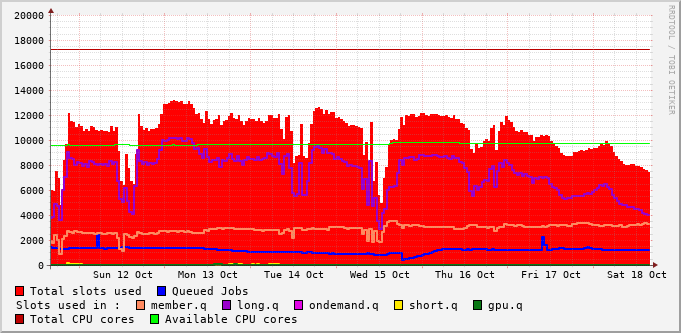 RRDTOOL / TOBI OETIKER
20000
18000
16000
14000
12000
10000
8000
6000
4000
2000
0
Sun 12 Oct Mon 13 Oct Tue 14 Oct Wed 15 Oct Thu 16 Oct Fri 17 Oct Sat 18 Oct
Total slots used Queued Jobs
Slots used in : member.q long.q ondemand.q short.q gpu.q
Total CPU cores Available CPU cores